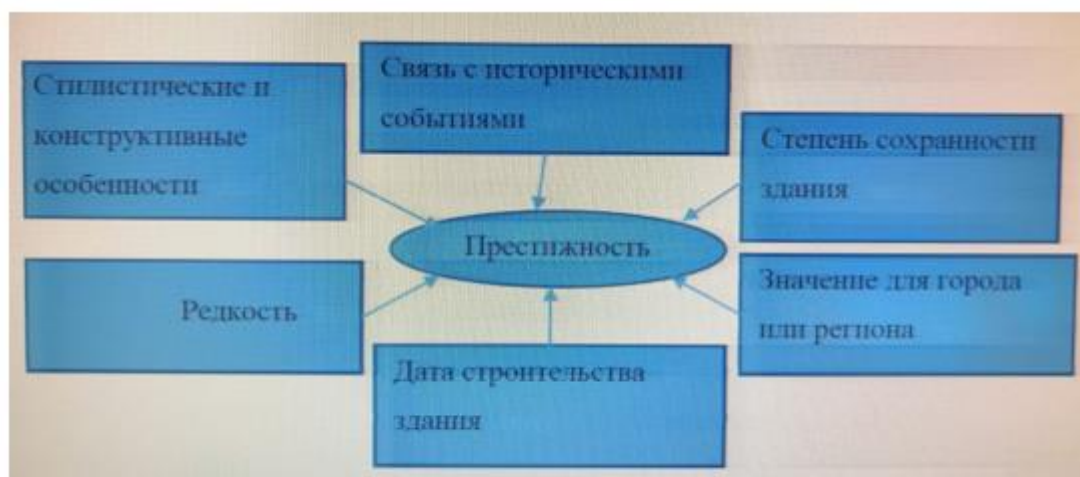 Стилистические и
конструктивные
особенности
Связь с историческими
событиями
Степень сохранности
здания
Престижность
Редкость
Значение для города
или региона
Дата строительства
здания